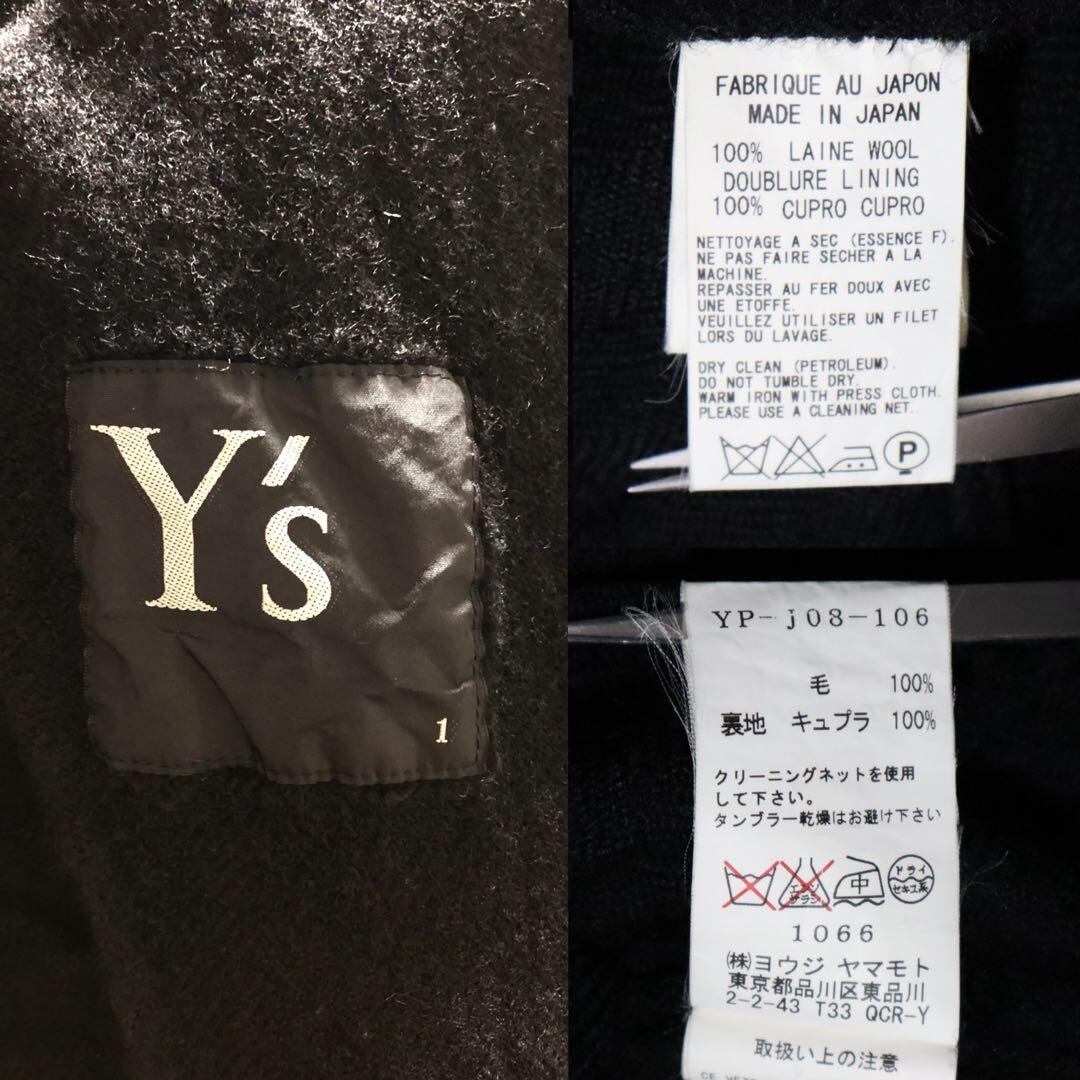 Y's
1
FABRIQUE AU JAPON
MADE IN JAPAN
100% LAINE WOOL
DOUBLURE LINING
100% CUPRO CUPRO
NETTOYAGE A SEC (ESSENCE F).
NE PAS FAIRE SECHER A LA
MACHINE.
REPASSER AU FER DOUX AVEC
UNE ETOFFE.
VEUILLEZ UTILISER UN FILET
LORS DU LAVAGE.
DRY CLEAN (PETROLEUM).
DO NOT TUMBLE DRY.
WARM IRON WITH PRESS CLOTH.
PLEASE USE A CLEANING NET.
P
YP-j08-106
毛 100%
裏地 キュプラ 100%
クリーニングネットを使用
して下さい。
タンブラー乾燥はお避け下さい
エンソ サラシ 中 ドライ セキユ系
1066
㈱ヨウジ ヤマモト
東京都品川区東品川
2-2-43 T33 QCR-Y
取扱い上の注意